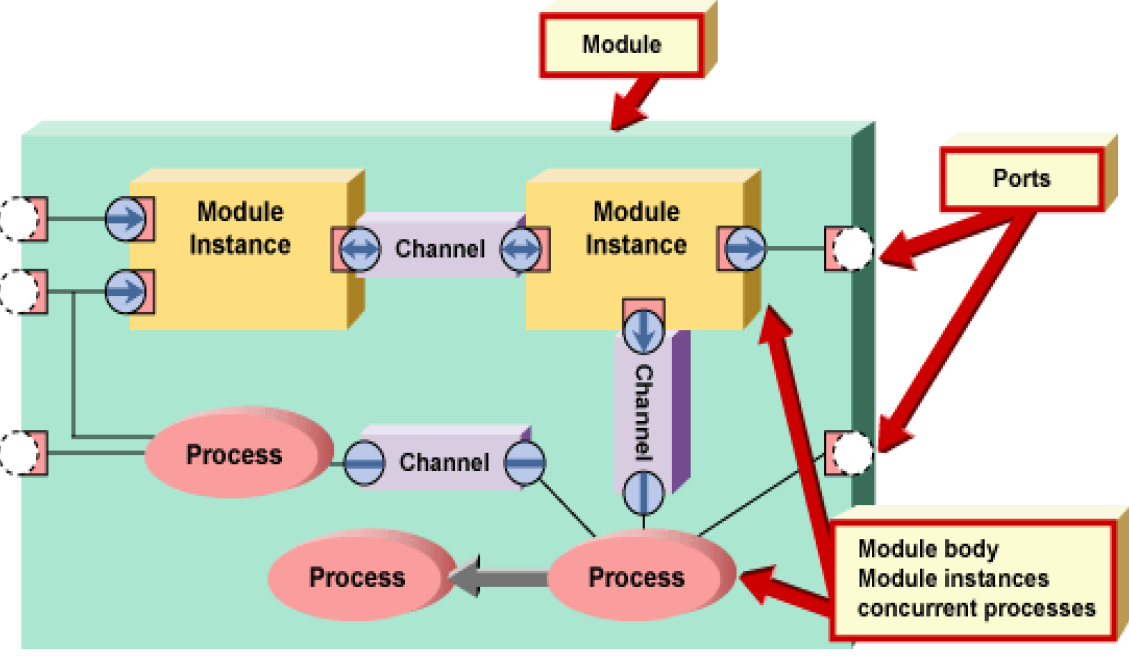 Module
Ports
Module
Instance
Channel
Module
Instance
Channel
Process
Channel
Process
Process
Module body
Module instances
concurrent processes